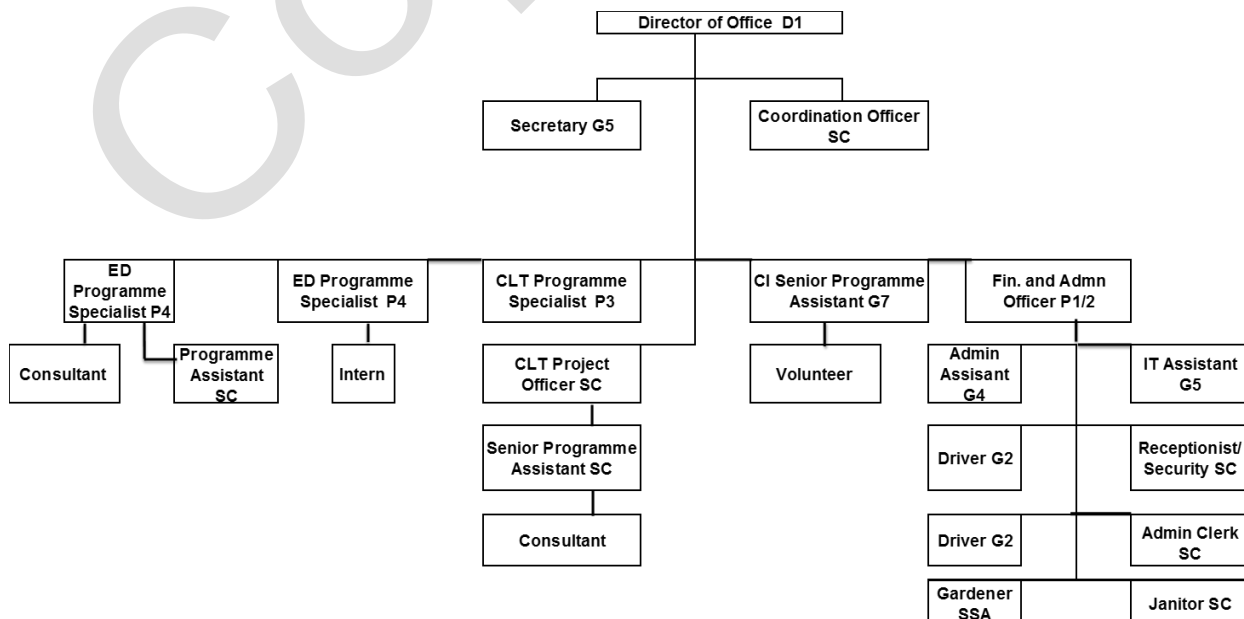 Director of Office D1
Secretary G5
Coordination Officer
SC
ED
Programme
Specialist P4
ED Programme
Specialist P4
CLT Programme
Specialist P3
CI Senior Programme
Assistant G7
Fin. and Admn
Officer P1/2
Consultant
Programme
Assistant
SC
Intern
CLT Project
Officer SC
Volunteer
Admin
Assisant
G4
IT Assistant
G5
Senior Programme
Assistant SC
Driver G2
Receptionist/
Security SC
Consultant
Driver G2
Admin Clerk
SC
Gardener
SSA
Janitor SC